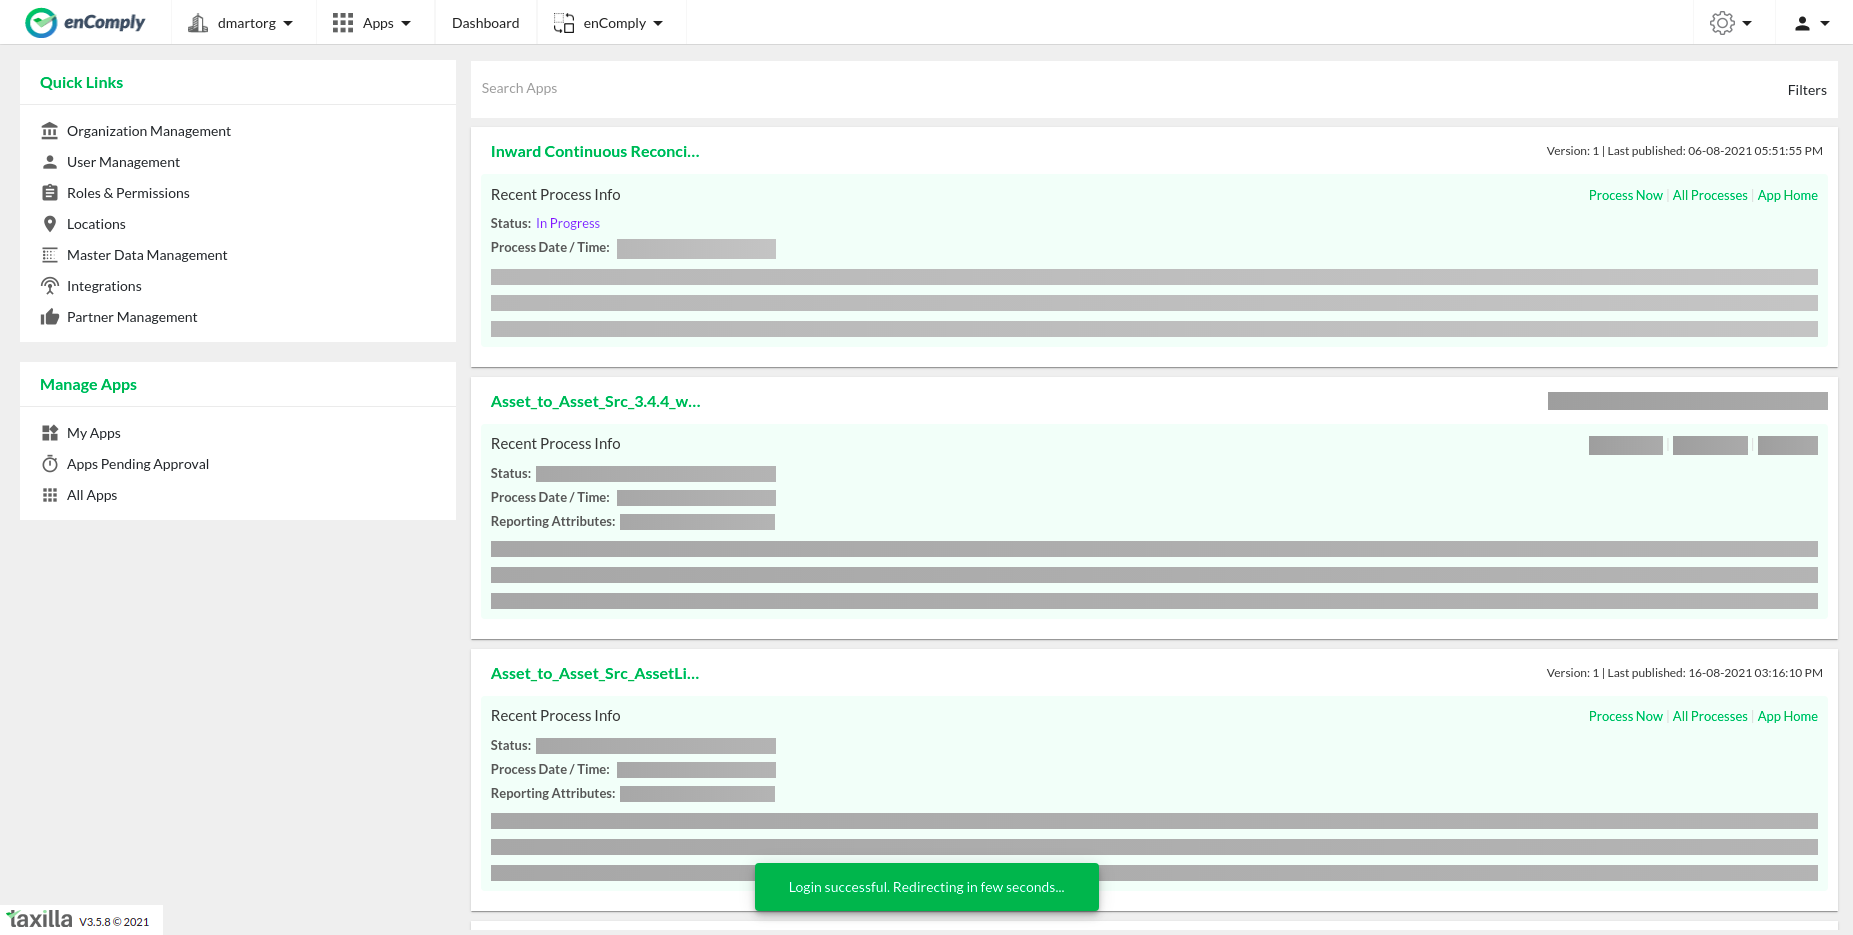 enComply
dmartorg
Apps
Dashboard
enComply
Quick Links
Organization Management
User Management
Roles & Permissions
Locations
Master Data Management
Integrations
Partner Management
Manage Apps
My Apps
Apps Pending Approval
All Apps
Search Apps
Filters
Inward Continuous Reconci...
Version: 1 | Last published: 06-08-2021 05:51:55 PM
Recent Process Info
Process Now | All Processes | App Home
Status: In Progress
Process Date / Time:
Asset_to_Asset_Src_3.4.4_w...
Recent Process Info
Status:
Process Date / Time:
Reporting Attributes:
Asset_to_Asset_Src_AssetLi...
Version: 1 | Last published: 16-08-2021 03:16:10 PM
Recent Process Info
Process Now | All Processes | App Home
Status:
Process Date / Time:
Reporting Attributes:
Login successful. Redirecting in few seconds...
taxilla V3.5.8 © 2021